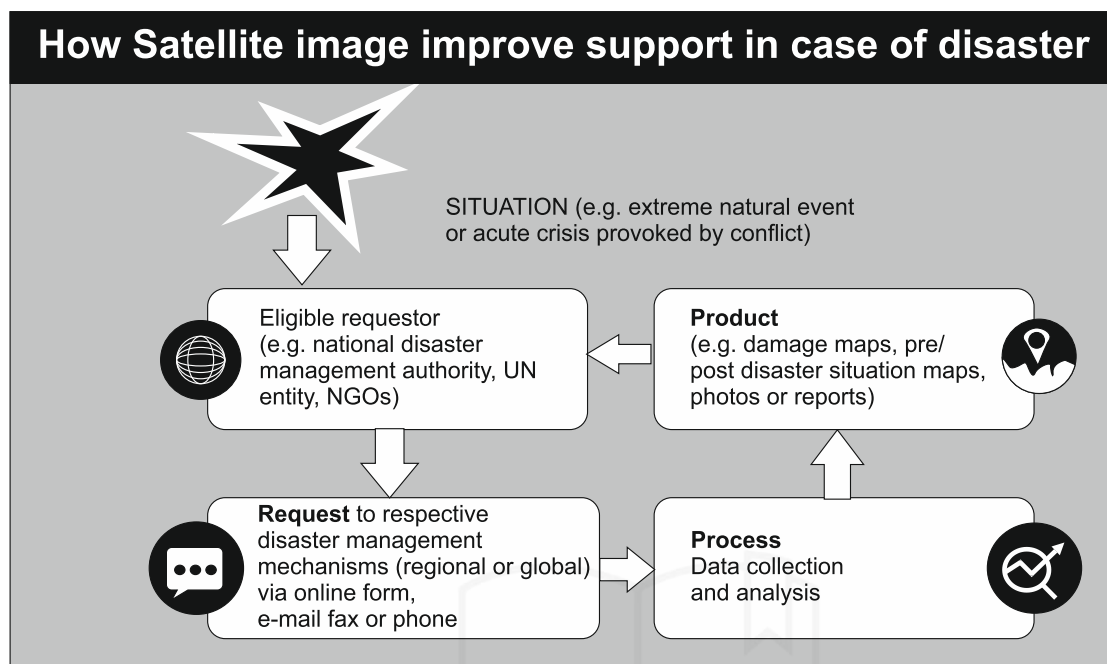 How Satellite image improve support in case of disaster
SITUATION (e.g. extreme natural event
or acute crisis provoked by conflict)
Eligible requestor
(e.g. national disaster
management authority, UN
entity, NGOs)
Product
(e.g. damage maps, pre/
post disaster situation maps,
photos or reports)
Request to respective
disaster management
mechanisms (regional or global)
via online form,
e-mail fax or phone
Process
Data collection
and analysis